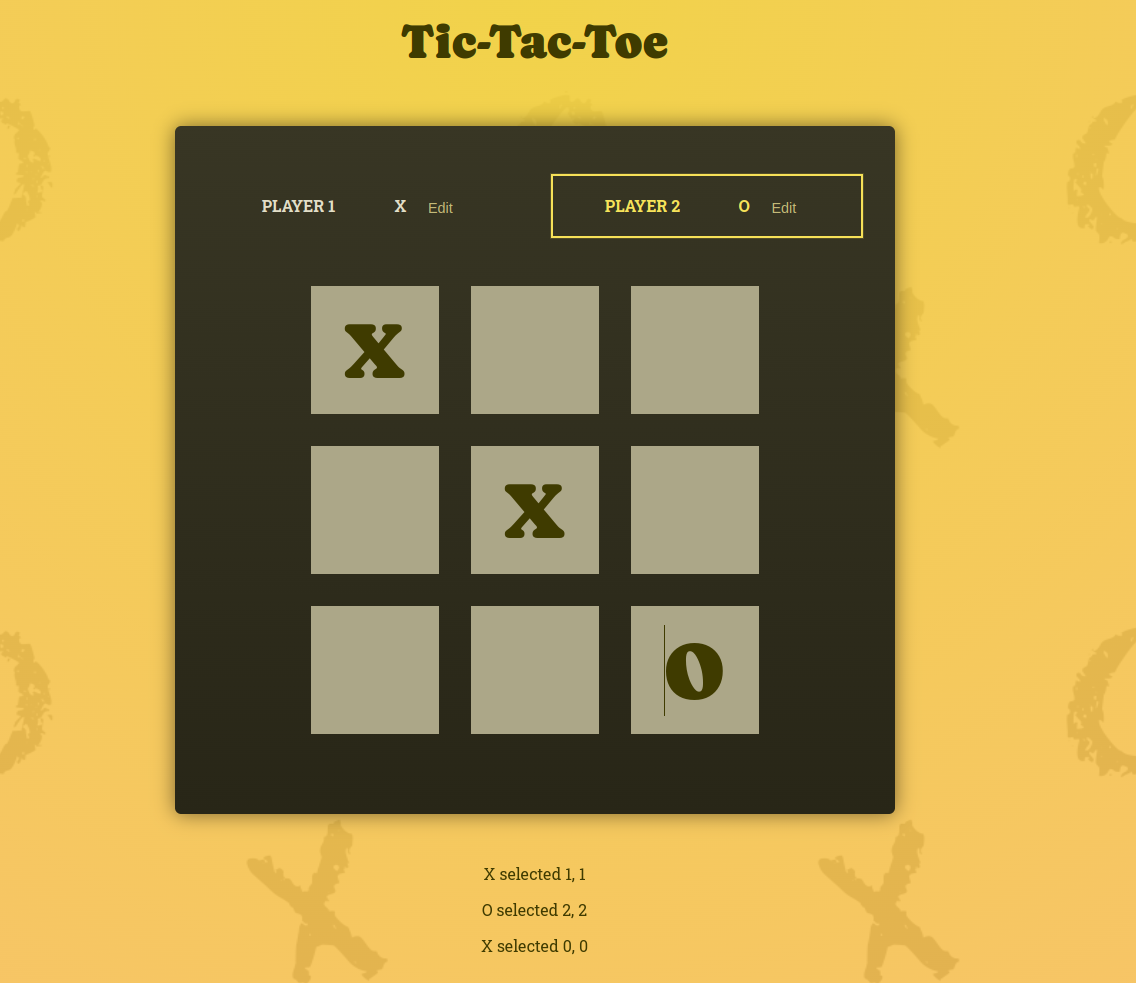 Tic-Tac-Toe
PLAYER 1 X Edit
PLAYER 2 O Edit
X
X
O
X selected 1, 1
O selected 2, 2
X selected 0, 0